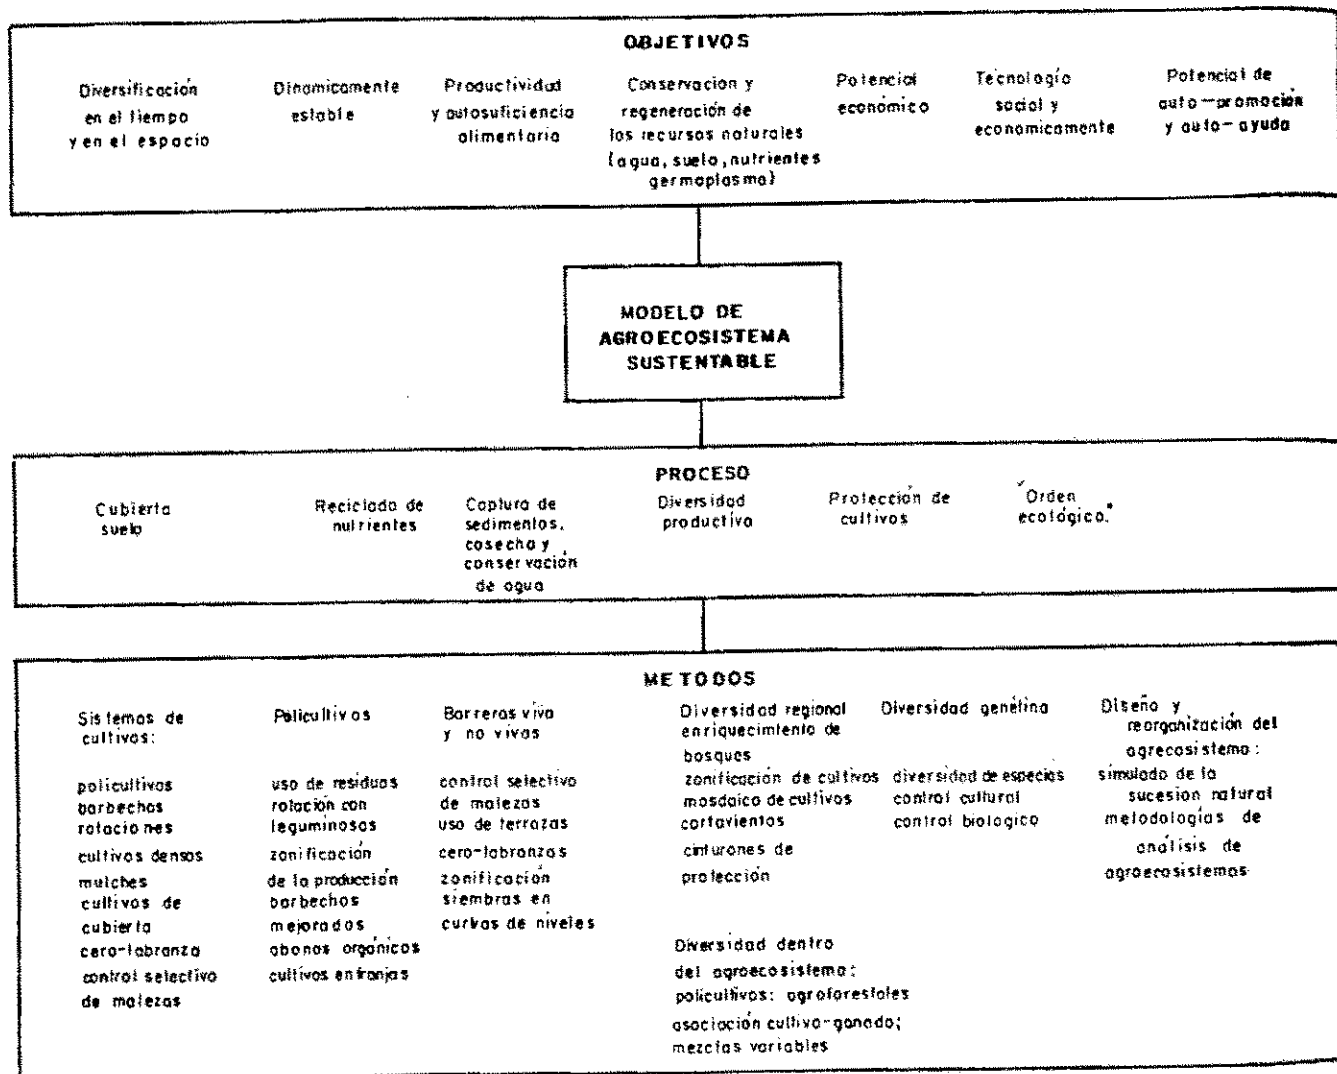 OBJETIVOS
Diversificación
en el tiempo
y en el espacio
Dinamicamente
estable
Productividad
y autosuficiencia
alimentaria
Conservacion y
regeneración de
los recursos naturales
(agua, suelo, nutrientes
germoplasma)
Potencial
económico
Tecnología
social y
economicamente
Potencial de
auto-promoción
y auto-ayuda
MODELO DE
AGROECOSISTEMA
SUSTENTABLE
PROCESO
Cubierta
suelo
Reciclado de
nutrientes
Captura de
sedimentos,
cosecha y
conservación
de agua
Diversidad
productiva
Protección de
cultivos
"Orden
ecológico."
METODOS
Sistemas de
cultivos:
policultivos
barbechos
rotaciones
cultivos densos
mulches
cultivos de
cubierta
cero-labranza
control selectivo
de malezas
Policultivos
uso de residuos
rotación con
leguminosas
zonificación
de la producción
barbechos
mejorados
abonos orgánicos
cultivos enfranjas
Barreras viva
y no vivas
control selectivo
de malezas
uso de terrazas
cero-labranzas
zonificación
siembras en
curvas de niveles
Diversidad regional
enriquecimiento de
bosques
zonificación de cultivos
mosdaico de cultivos
cortavientos
cinturones de
protección
Diversidad dentro
del agroecosistema:
policultivos: agroforestales
asociación cultivo-ganado;
mezclas variables
Diversidad genétina
diversidad de especies
control cultural
control biologico
Diseño y
reorganización del
agrecosistema:
simulado de la
sucesion natural
metodologías de
análisis de
agroecosistemas